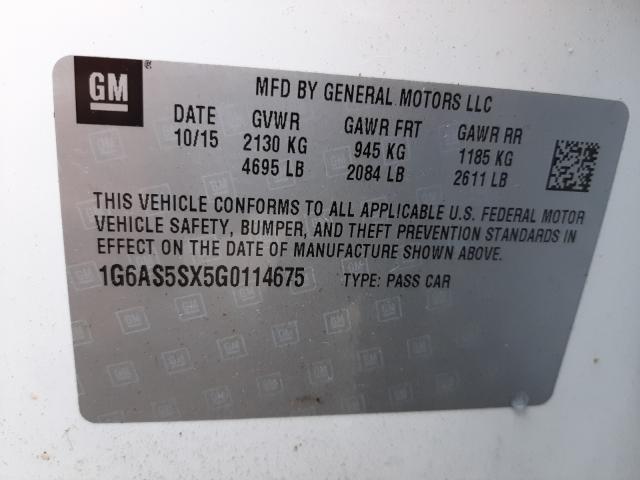 GM
MFD BY GENERAL MOTORS LLC
DATE GVWR GAWR FRT GAWR RR
10/15 2130 KG 945 KG 1185 KG
4695 LB 2084 LB 2611 LB
THIS VEHICLE CONFORMS TO ALL APPLICABLE U.S. FEDERAL MOTOR
VEHICLE SAFETY, BUMPER, AND THEFT PREVENTION STANDARDS IN
EFFECT ON THE DATE OF MANUFACTURE SHOWN ABOVE.
1G6AS5SX5G0114675 TYPE: PASS CAR